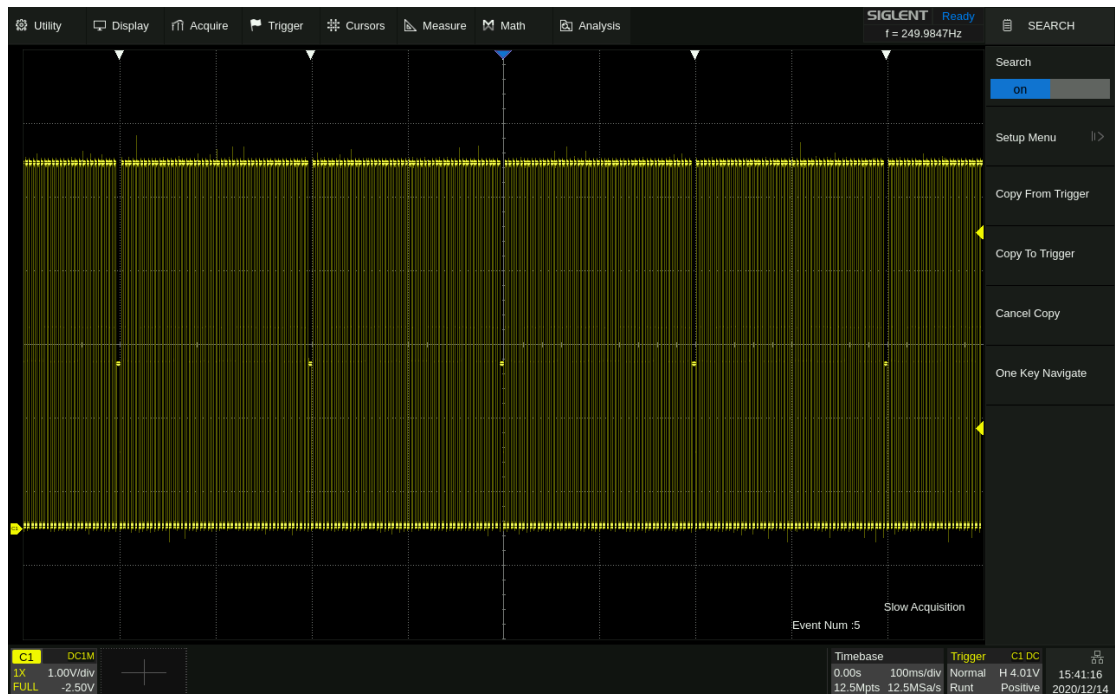 Utility Display Acquire Trigger Cursors Measure Math Analysis
SIGLENT Ready
f = 249.9847Hz
SEARCH
Search
on
Setup Menu
Copy From Trigger
Copy To Trigger
Cancel Copy
One Key Navigate
Slow Acquisition
Event Num :5
C1 DC1M
1X 1.00V/div
FULL -2.50V
Timebase
0.00s 100ms/div
12.5Mpts 12.5MSa/s
Trigger C1 DC
Normal H 4.01V
Runt Positive
15:41:16
2020/12/14